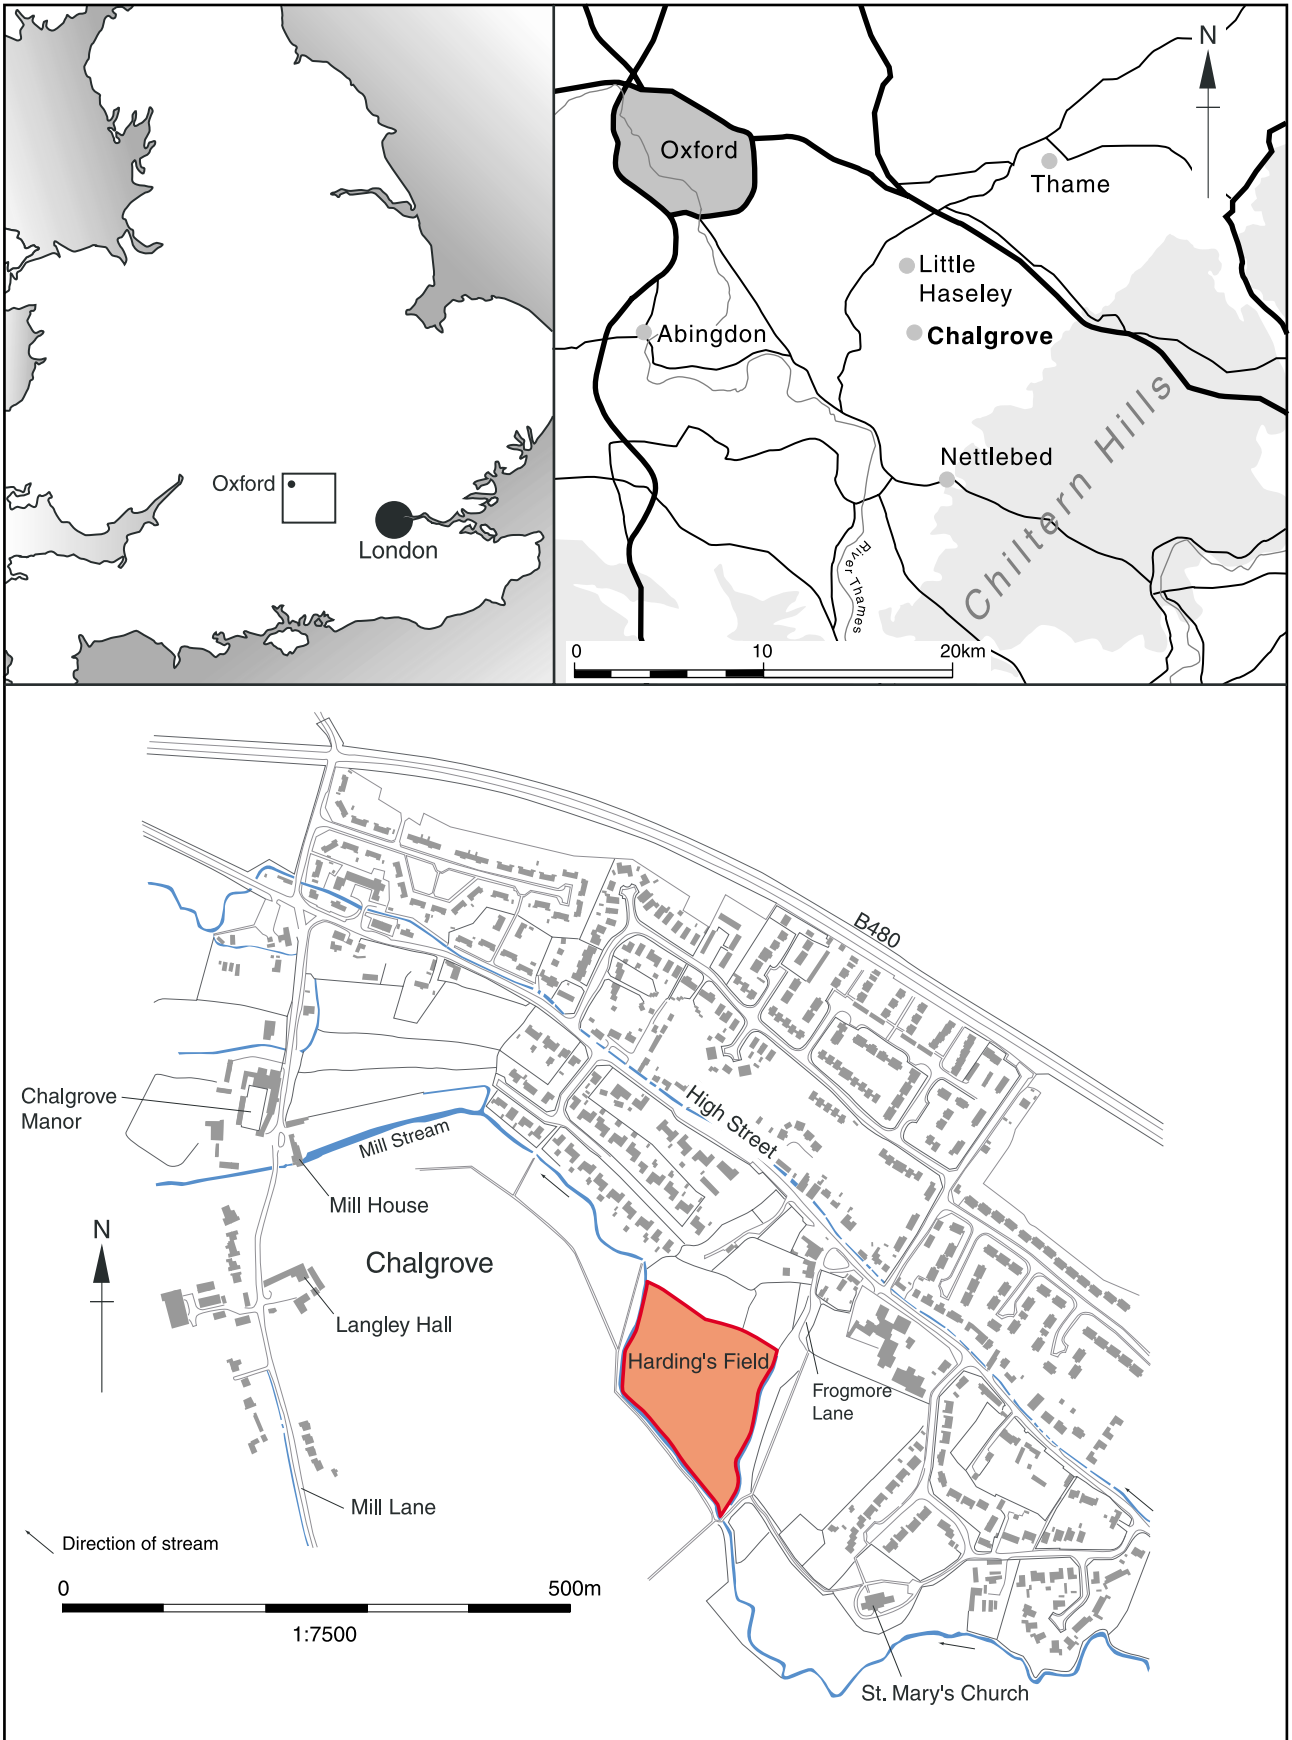 Oxford
London
N
Oxford
Thame
Little
Haseley
Chalgrove
Abingdon
Nettlebed
Chiltern Hills
River Thames
0 10 20km
B480
High Street
Chalgrove
Manor
Mill Stream
Mill House
N
Chalgrove
Langley Hall
Harding's Field
Frogmore
Lane
Mill Lane
Direction of stream
0 500m
1:7500
St. Mary's Church